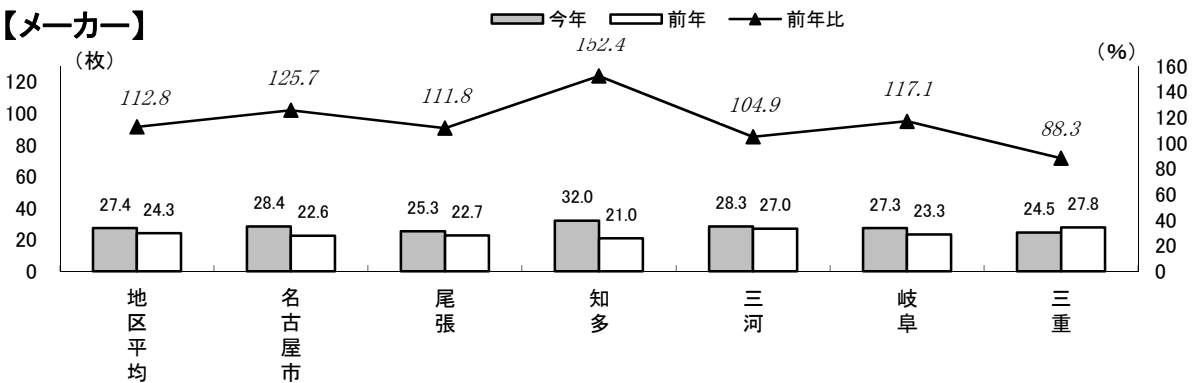 【メーカー】
今年 前年 前年比
（枚） （%）
120
100
80
60
40
20
0
112.8 125.7 111.8 152.4 104.9 117.1 88.3
27.4 24.3 28.4 22.6 25.3 22.7 32.0 21.0 28.3 27.0 27.3 23.3 24.5 27.8
160
140
120
100
80
60
40
20
0
地区平均
名古屋市
尾張
知多
三河
岐阜
三重